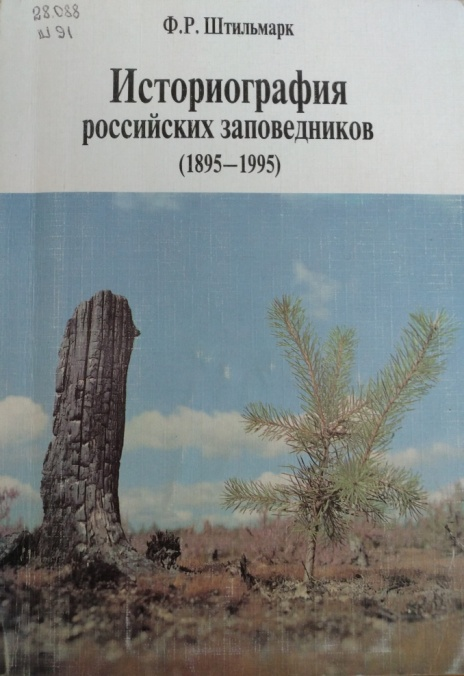 28.088
Ш 91
Ф.Р. Штильмарк
Историография
российских заповедников
(1895—1995)